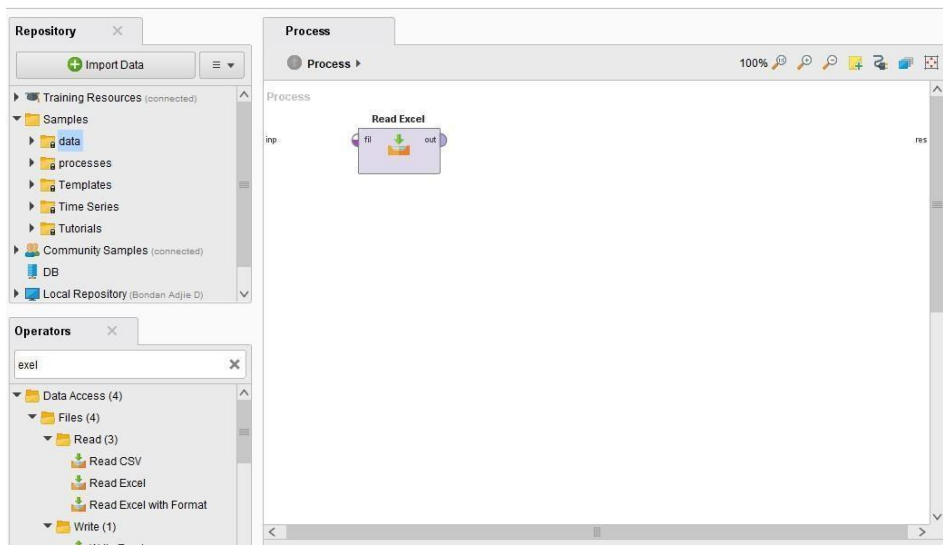 Repository
Import Data
Training Resources (connected)
Samples
data
processes
Templates
Time Series
Tutorials
Community Samples (connected)
DB
Local Repository (Bondan Adjie D)
Operators
exel
Data Access (4)
Files (4)
Read (3)
Read CSV
Read Excel
Read Excel with Format
Write (1)
Process
Process
100%
Process
Read Excel
inp
fil
out
res